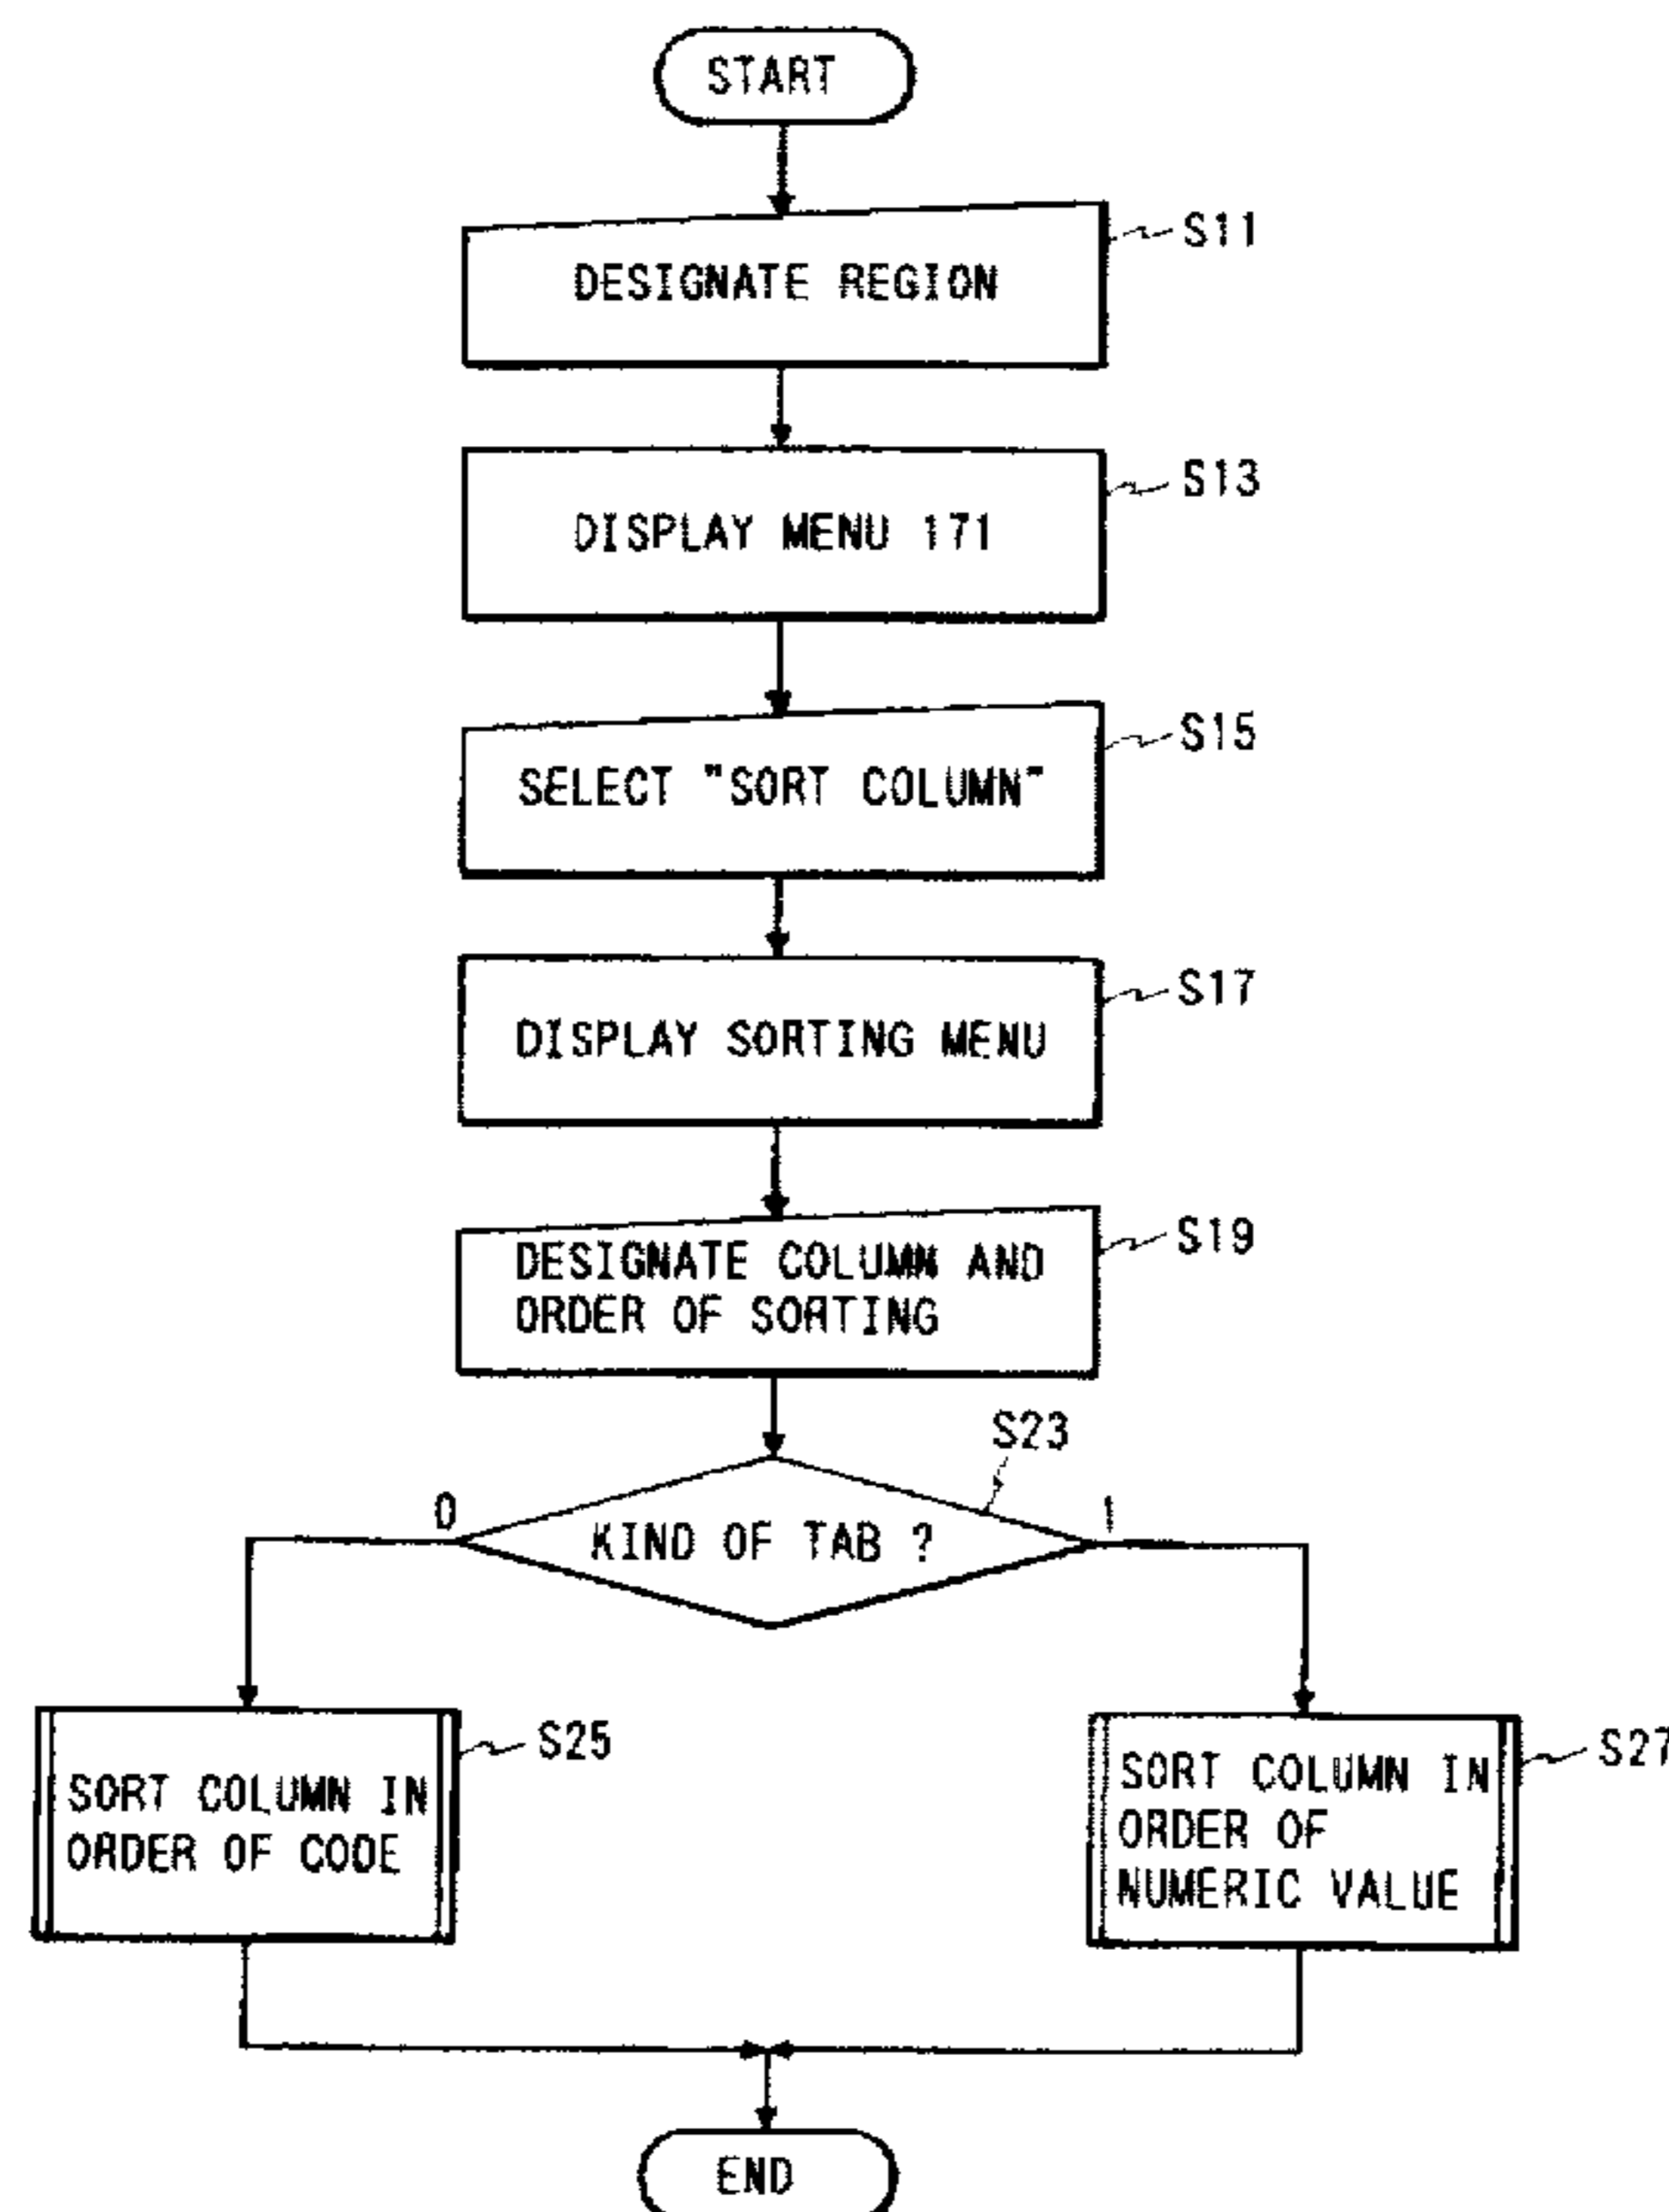 START
S11
DESIGNATE REGION
S13
DISPLAY MENU 171
S15
SELECT "SORT COLUMN"
S17
DISPLAY SORTING MENU
S19
DESIGNATE COLUMN AND
ORDER OF SORTING
S23
0
1
KIND OF TAB ?
S25
SORT COLUMN IN
ORDER OF CODE
S27
SORT COLUMN IN
ORDER OF
NUMERIC VALUE
END